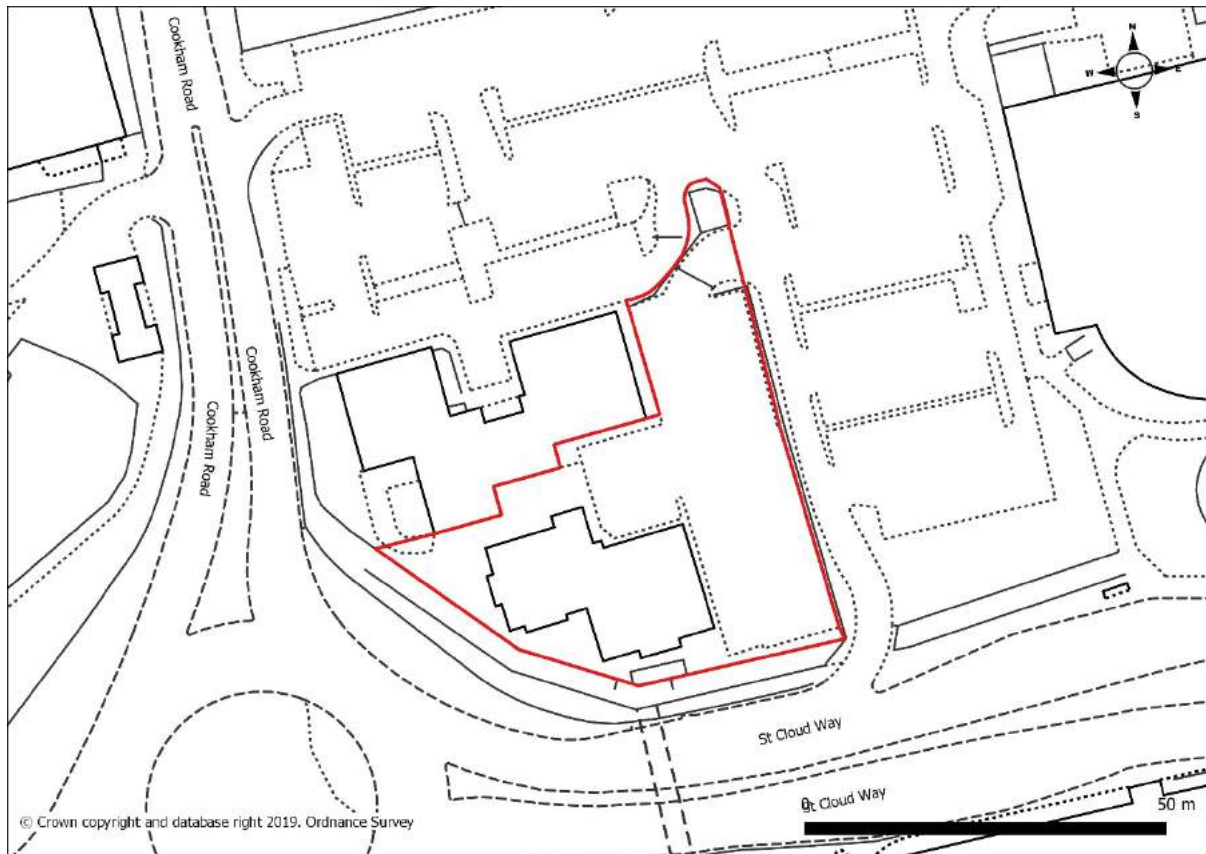 Cookham Road
N
W
E
S
Cookham Road
Cookham Road
St Cloud Way
St Cloud Way
0
50 m
© Crown copyright and database right 2019. Ordnance Survey